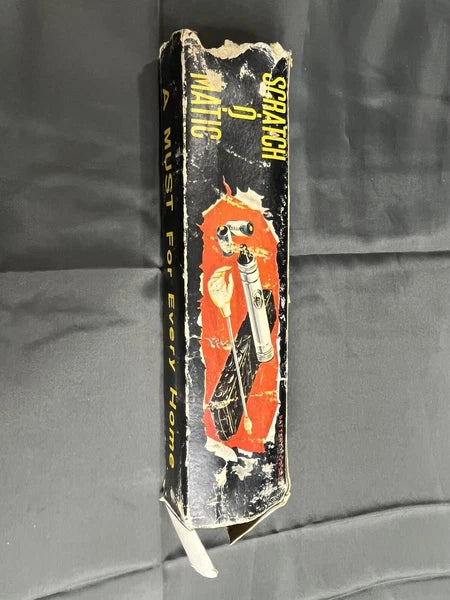 SCRATCH
O
MATIC
A MUST For Every Home